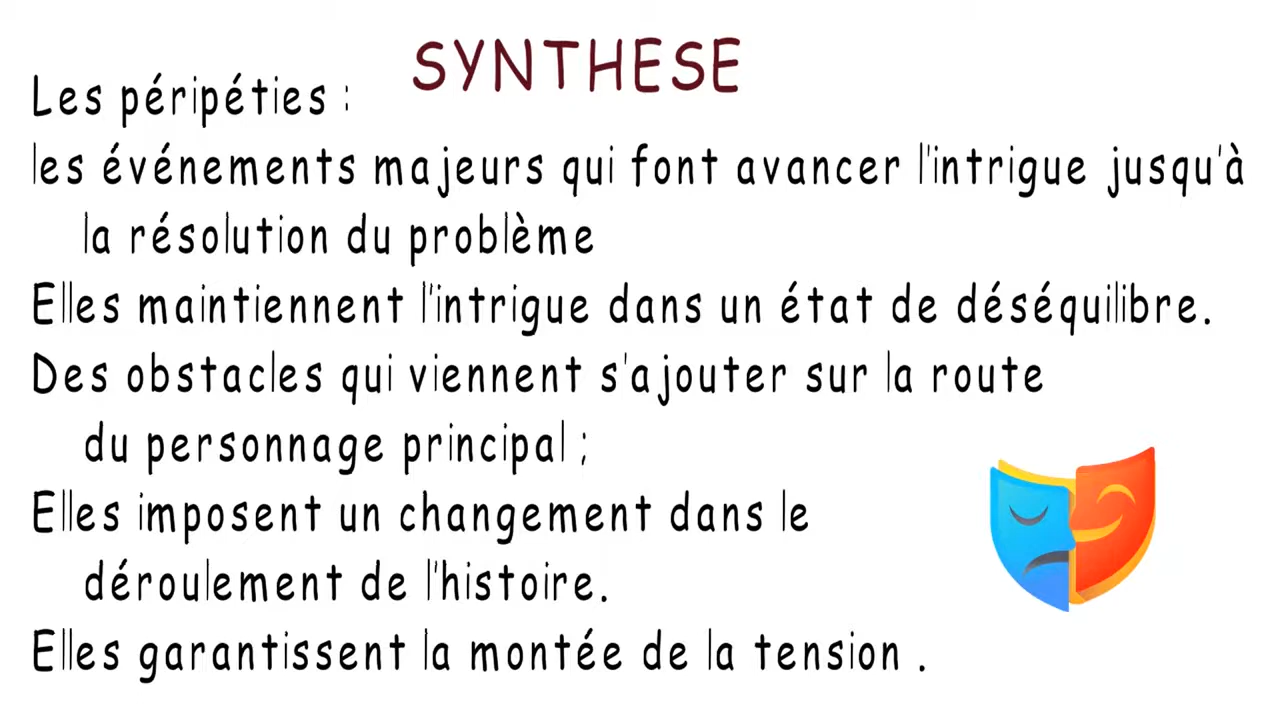 SYNTHESE
Les péripéties :
les événements majeurs qui font avancer l'intrigue jusqu'à
la résolution du problème
Elles maintiennent l'intrigue dans un état de déséquilibre.
Des obstacles qui viennent s'ajouter sur la route
du personnage principal ;
Elles imposent un changement dans le
déroulement de l'histoire.
Elles garantissent la montée de la tension .